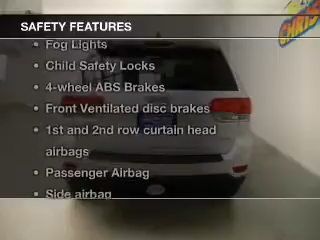 SAFETY FEATURES
• Fog Lights
• Child Safety Locks
• 4-wheel ABS Brakes
• Front Ventilated disc brakes
• 1st and 2nd row curtain head
airbags
• Passenger Airbag
• Side airbag
CHRIS